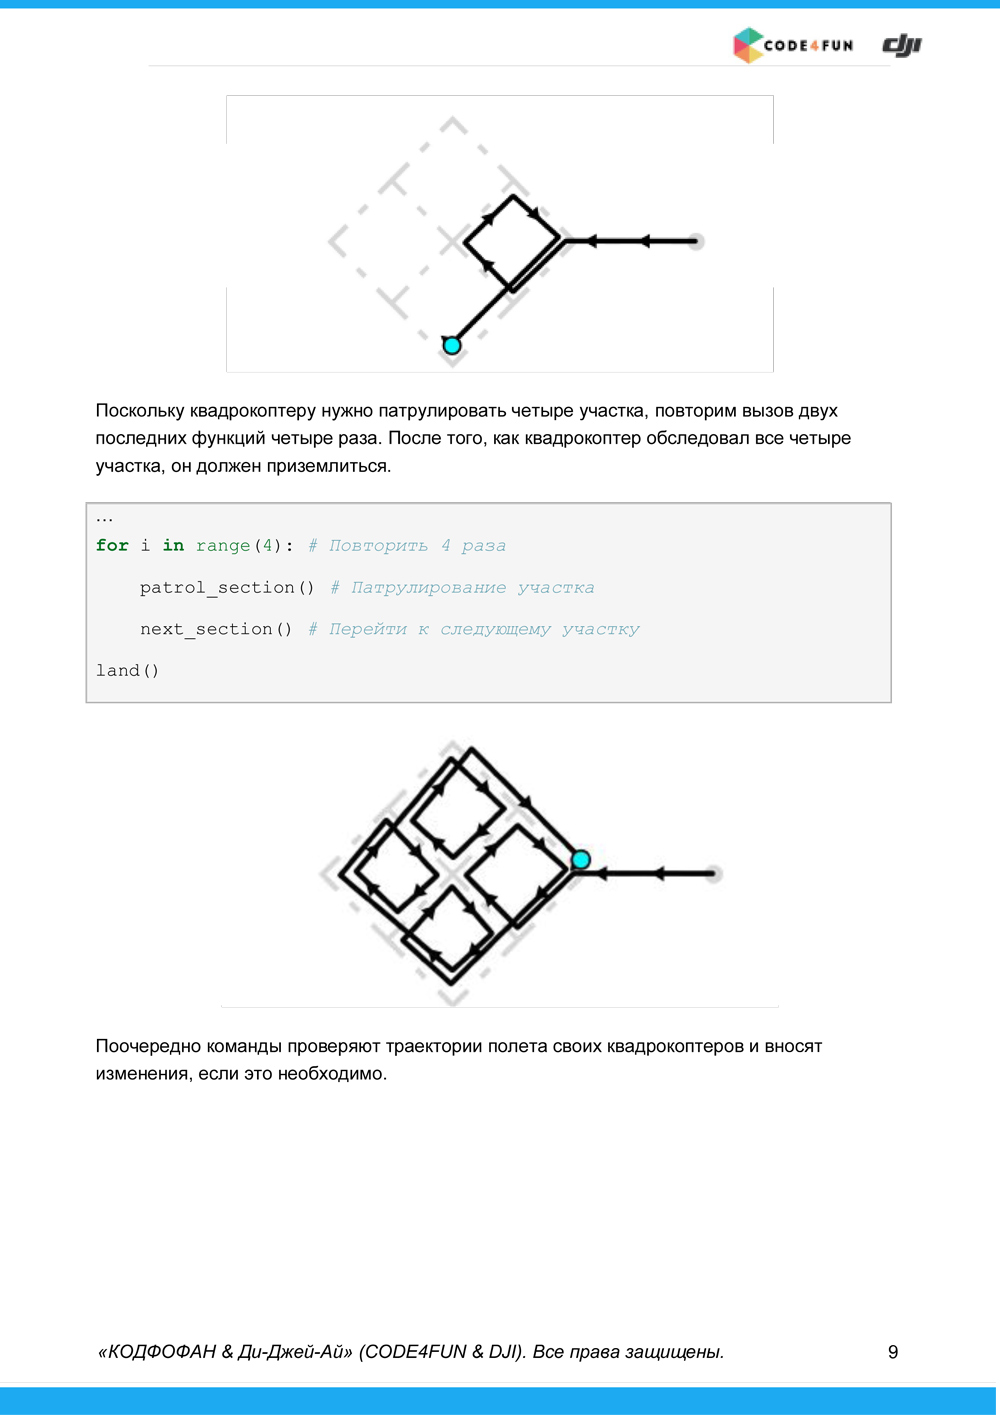 CODE4FUN dji
Поскольку квадрокоптеру нужно патрулировать четыре участка, повторим вызов двух
последних функций четыре раза. После того, как квадрокоптер обследовал все четыре
участка, он должен приземлиться.
...
for i in range(4): # Повторить 4 раза
    patrol_section() # Патрулирование участка
    next_section() # Перейти к следующему участку
land()
Поочередно команды проверяют траектории полета своих квадрокоптеров и вносят
изменения, если это необходимо.
«КОДФОФАН & Ди-Джей-Ай» (CODE4FUN & DJI). Все права защищены. 9